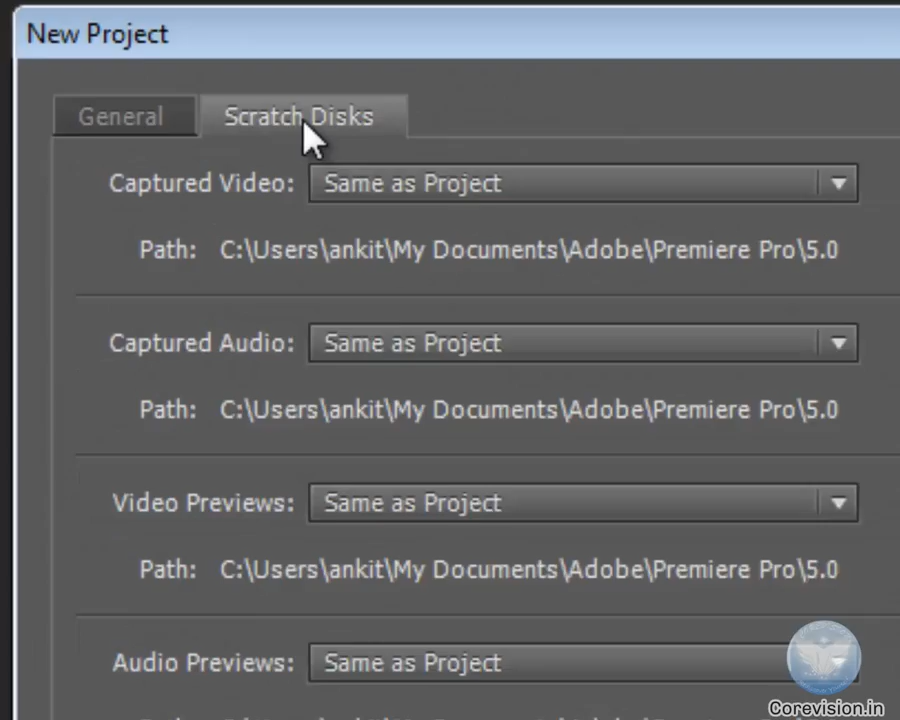 New Project
General
Scratch Disks
Captured Video: Same as Project
Path: C:\Users\ankit\My Documents\Adobe\Premiere Pro\5.0
Captured Audio: Same as Project
Path: C:\Users\ankit\My Documents\Adobe\Premiere Pro\5.0
Video Previews: Same as Project
Path: C:\Users\ankit\My Documents\Adobe\Premiere Pro\5.0
Audio Previews: Same as Project
Corevision.in